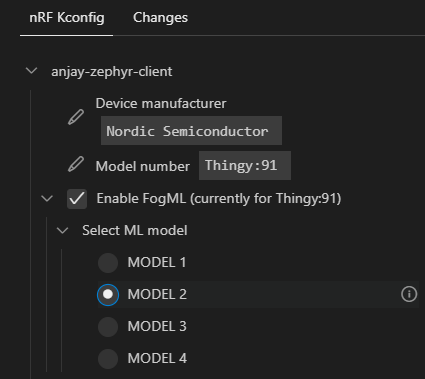 nRF Kconfig Changes
anjay-zephyr-client
Device manufacturer
Nordic Semiconductor
Model number Thingy:91
Enable FogML (currently for Thingy:91)
Select ML model
MODEL 1
MODEL 2
MODEL 3
MODEL 4